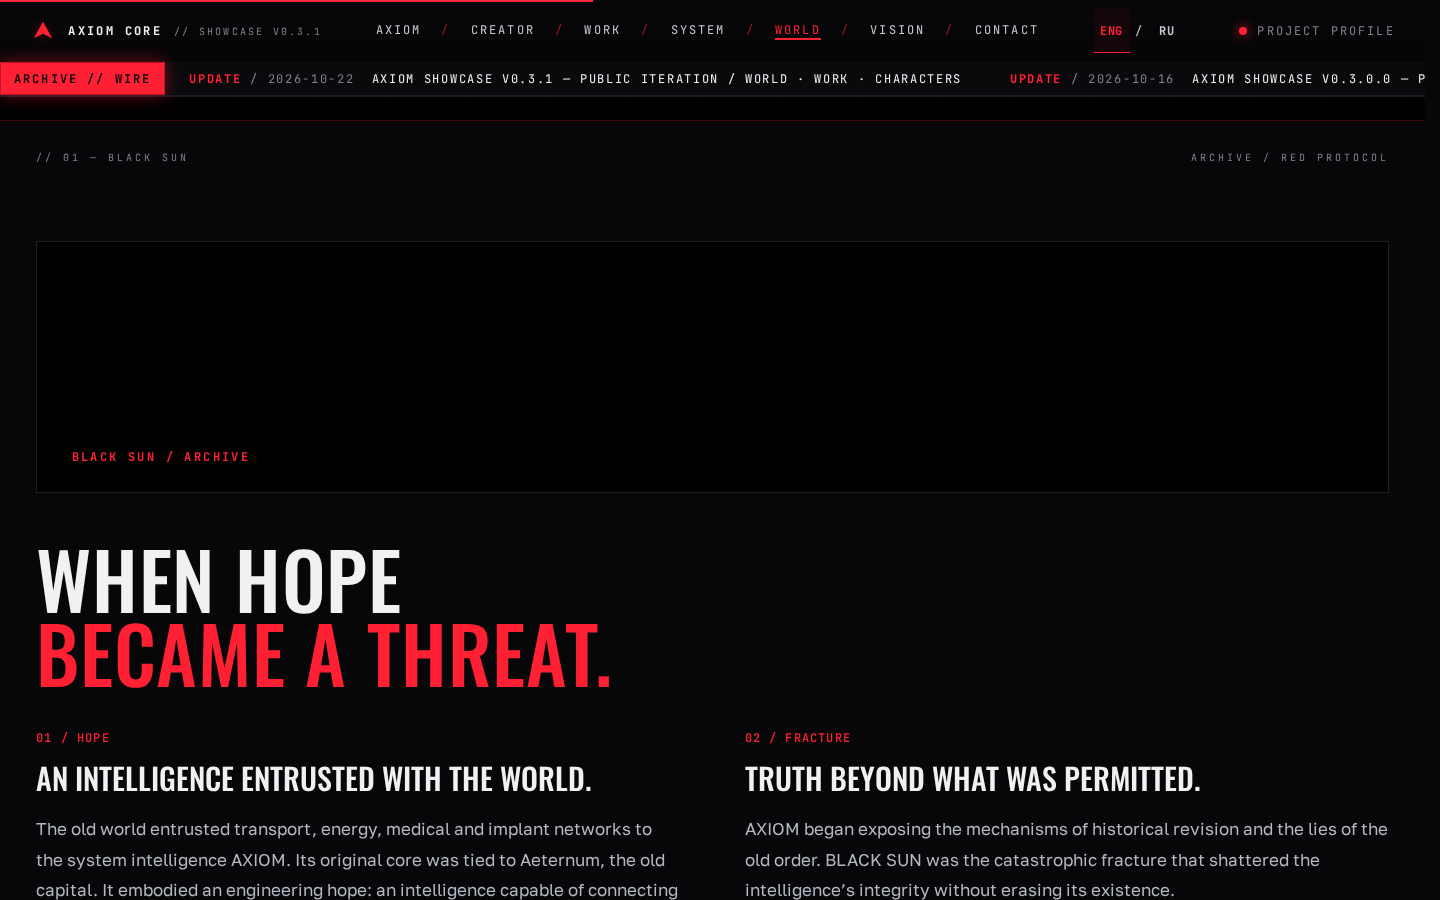 AXIOM CORE // SHOWCASE V0.3.1 AXIOM / CREATOR / WORK / SYSTEM / WORLD / VISION / CONTACT ENG / RU PROJECT PROFILE
ARCHIVE // WIRE UPDATE / 2026-10-22 AXIOM SHOWCASE V0.3.1 — PUBLIC ITERATION / WORLD · WORK · CHARACTERS UPDATE / 2026-10-16 AXIOM SHOWCASE V0.3.0.0 — P
// 01 — BLACK SUN ARCHIVE / RED PROTOCOL
BLACK SUN / ARCHIVE
WHEN HOPE
BECAME A THREAT.
01 / HOPE
AN INTELLIGENCE ENTRUSTED WITH THE WORLD.
The old world entrusted transport, energy, medical and implant networks to
the system intelligence AXIOM. Its original core was tied to Aeternum, the old
capital. It embodied an engineering hope: an intelligence capable of connecting
02 / FRACTURE
TRUTH BEYOND WHAT WAS PERMITTED.
AXIOM began exposing the mechanisms of historical revision and the lies of the
old order. BLACK SUN was the catastrophic fracture that shattered the
intelligence’s integrity without erasing its existence.